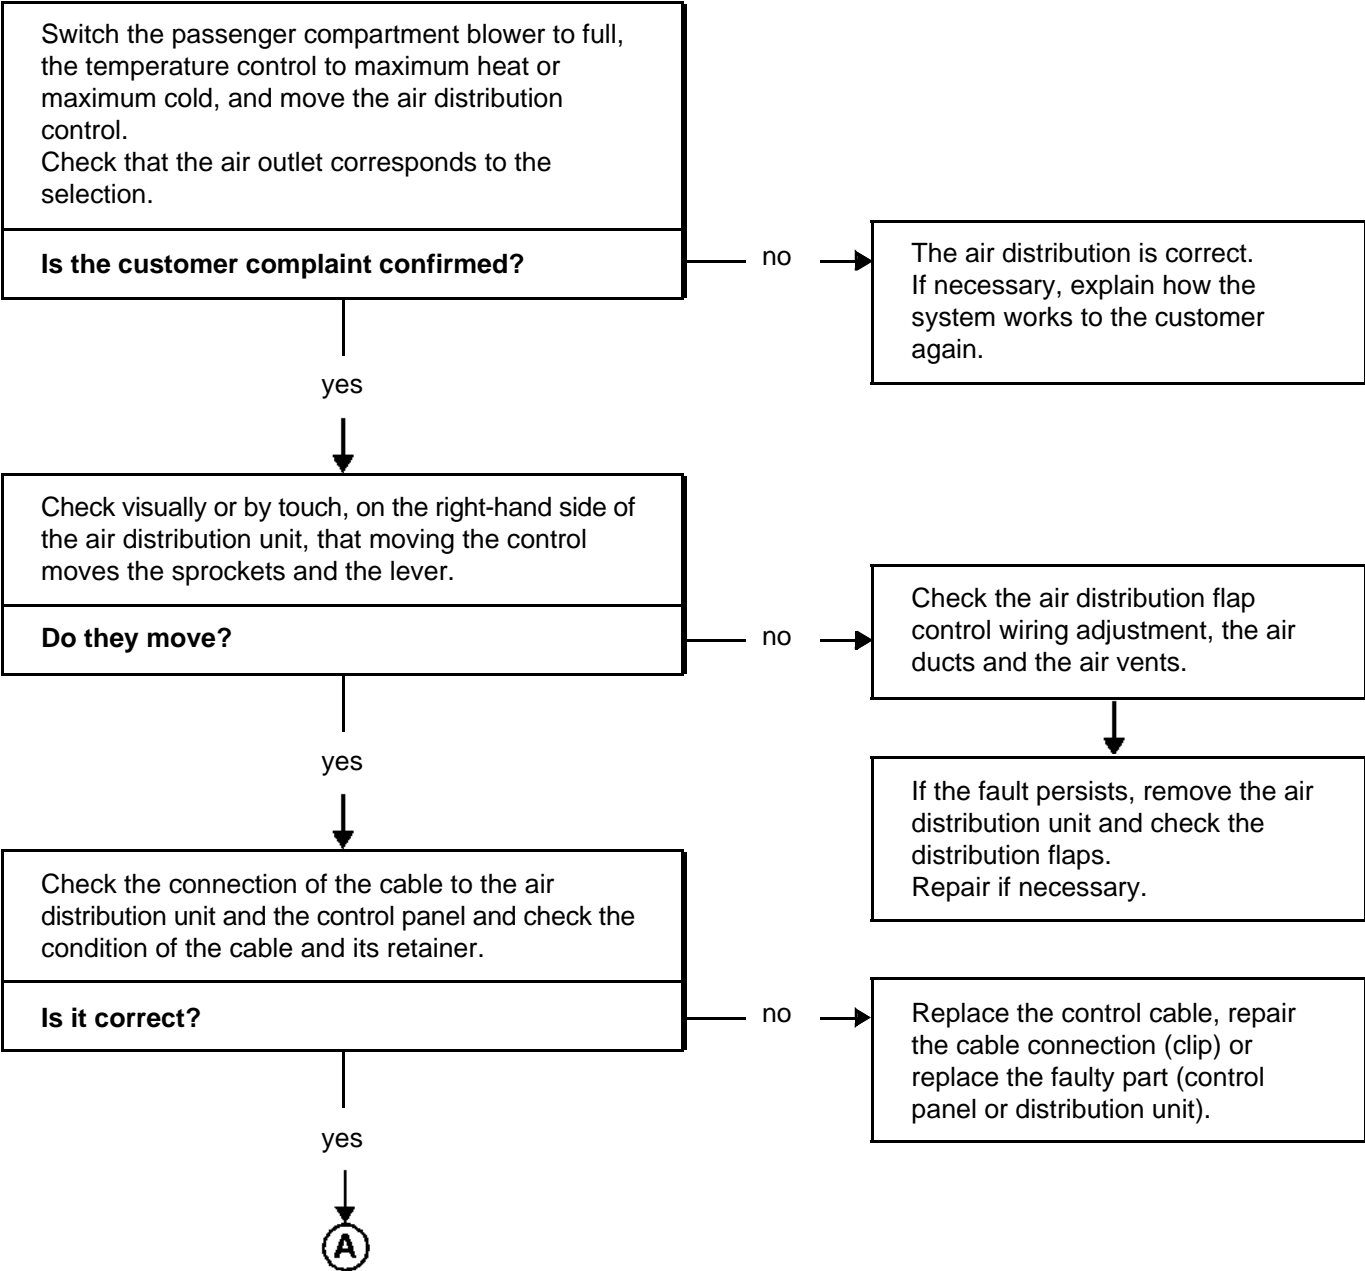 Switch the passenger compartment blower to full,
the temperature control to maximum heat or
maximum cold, and move the air distribution
control.
Check that the air outlet corresponds to the
selection.
Is the customer complaint confirmed?
no
The air distribution is correct.
If necessary, explain how the
system works to the customer
again.
yes
Check visually or by touch, on the right-hand side of
the air distribution unit, that moving the control
moves the sprockets and the lever.
Do they move?
no
Check the air distribution flap
control wiring adjustment, the air
ducts and the air vents.
If the fault persists, remove the air
distribution unit and check the
distribution flaps.
Repair if necessary.
yes
Check the connection of the cable to the air
distribution unit and the control panel and check the
condition of the cable and its retainer.
Is it correct?
no
Replace the control cable, repair
the cable connection (clip) or
replace the faulty part (control
panel or distribution unit).
yes
A